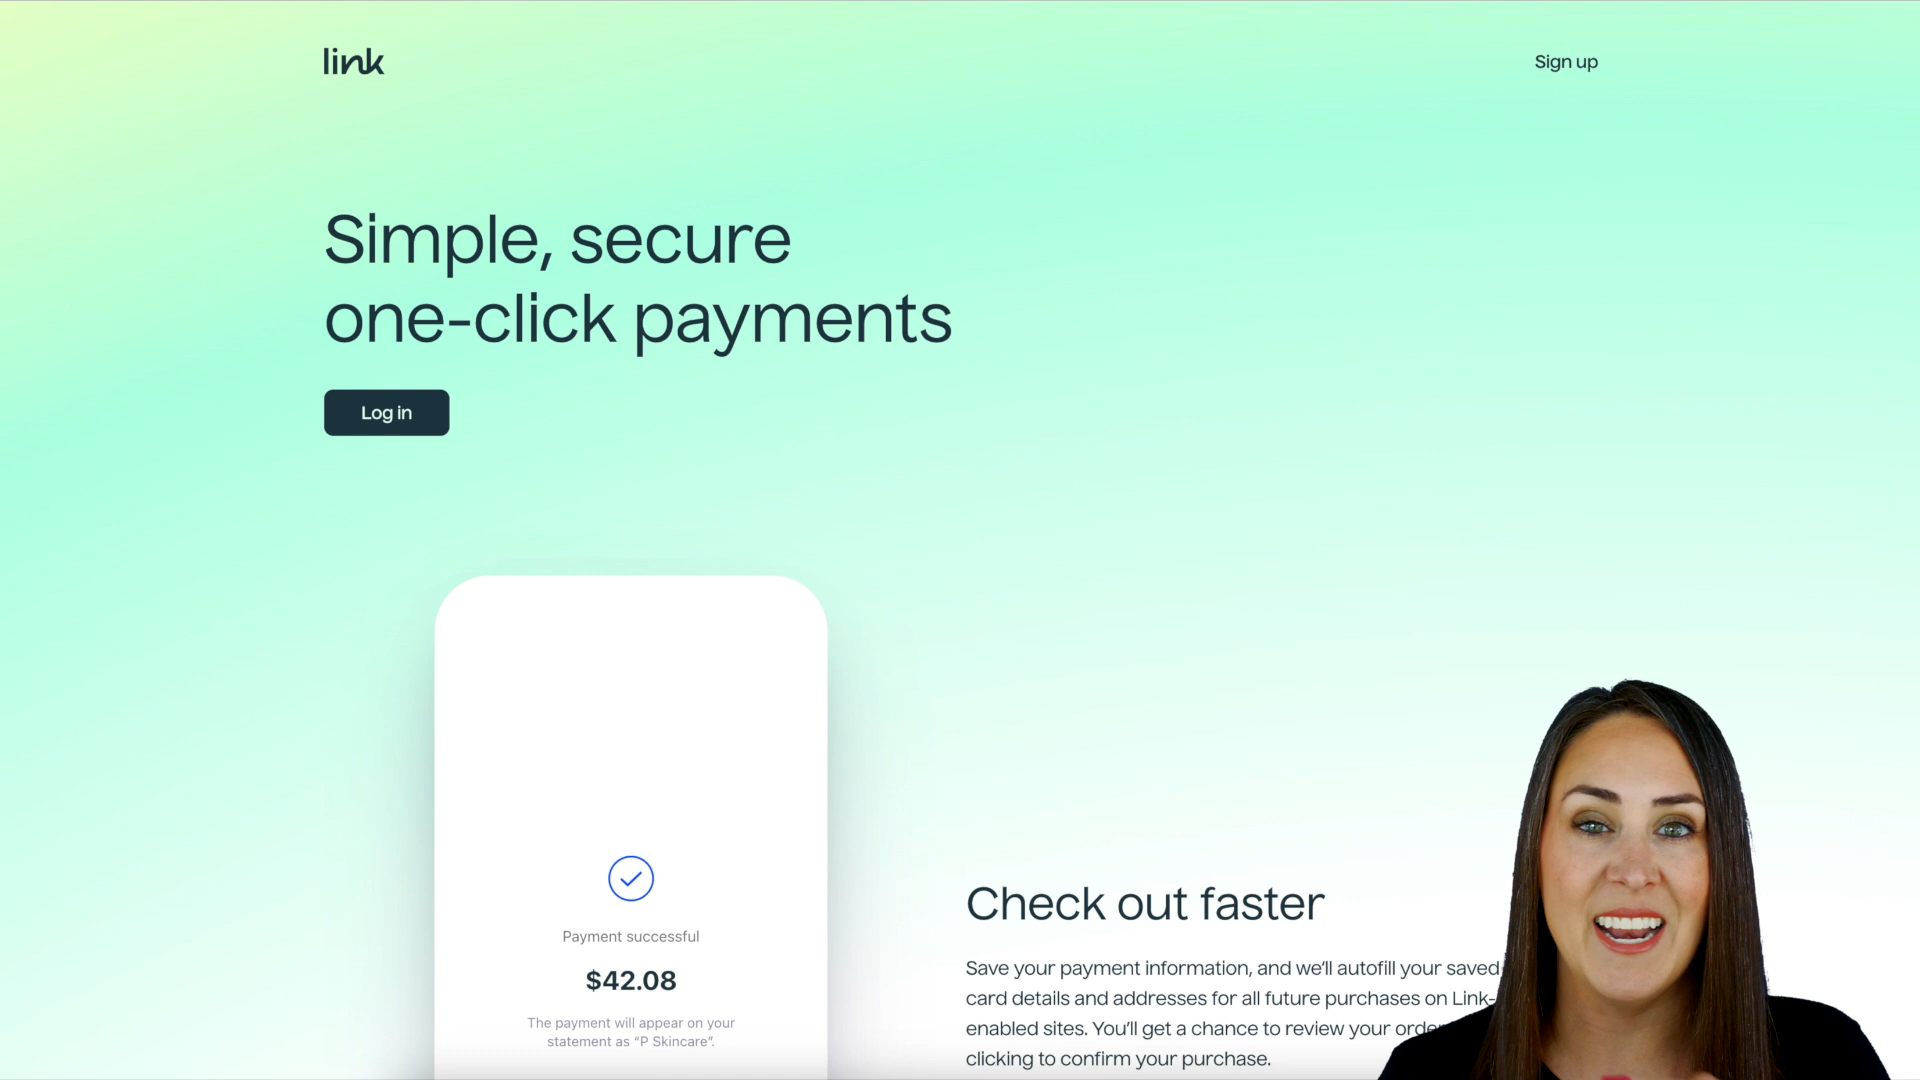 link
Sign up
Simple, secure
one-click payments
Log in
Payment successful
$42.08
The payment will appear on your
statement as “P Skincare”.
Check out faster
Save your payment information, and we’ll autofill your saved
card details and addresses for all future purchases on Link-
enabled sites. You’ll get a chance to review your
clicking to confirm your purchase.